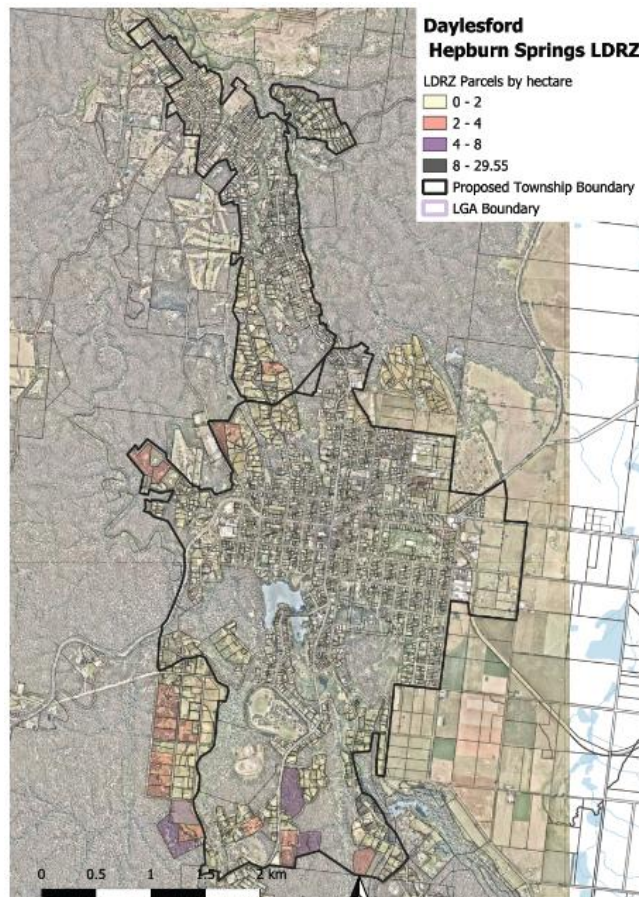 Daylesford
Hepburn Springs LDRZ
LDRZ Parcels by hectare
0 - 2
2 - 4
4 - 8
8 - 29.55
Proposed Township Boundary
LGA Boundary
0 0.5 1 1.5 2 km